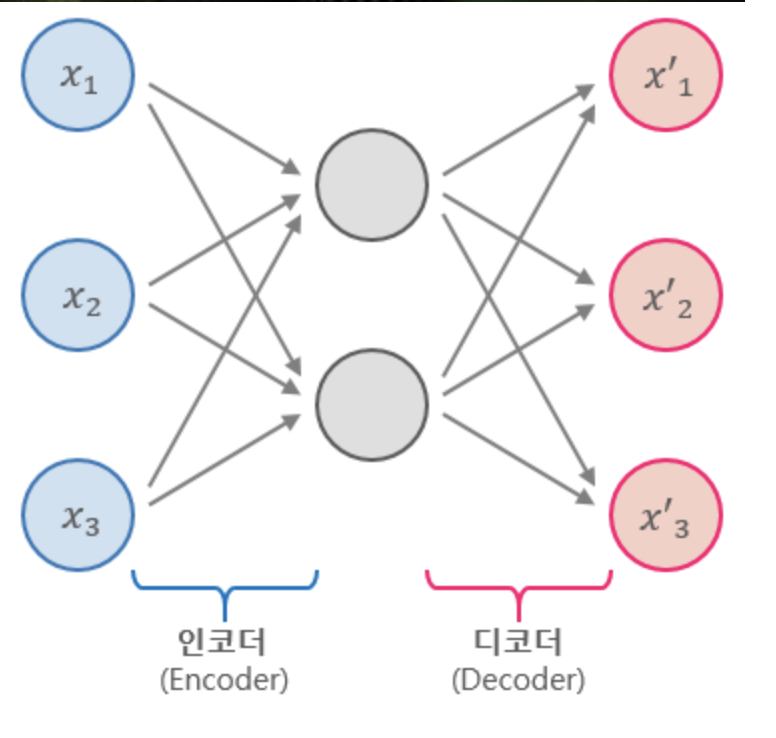 x₁
x′₁
x₂
x′₂
x₃
x′₃
인코더
(Encoder)
디코더
(Decoder)